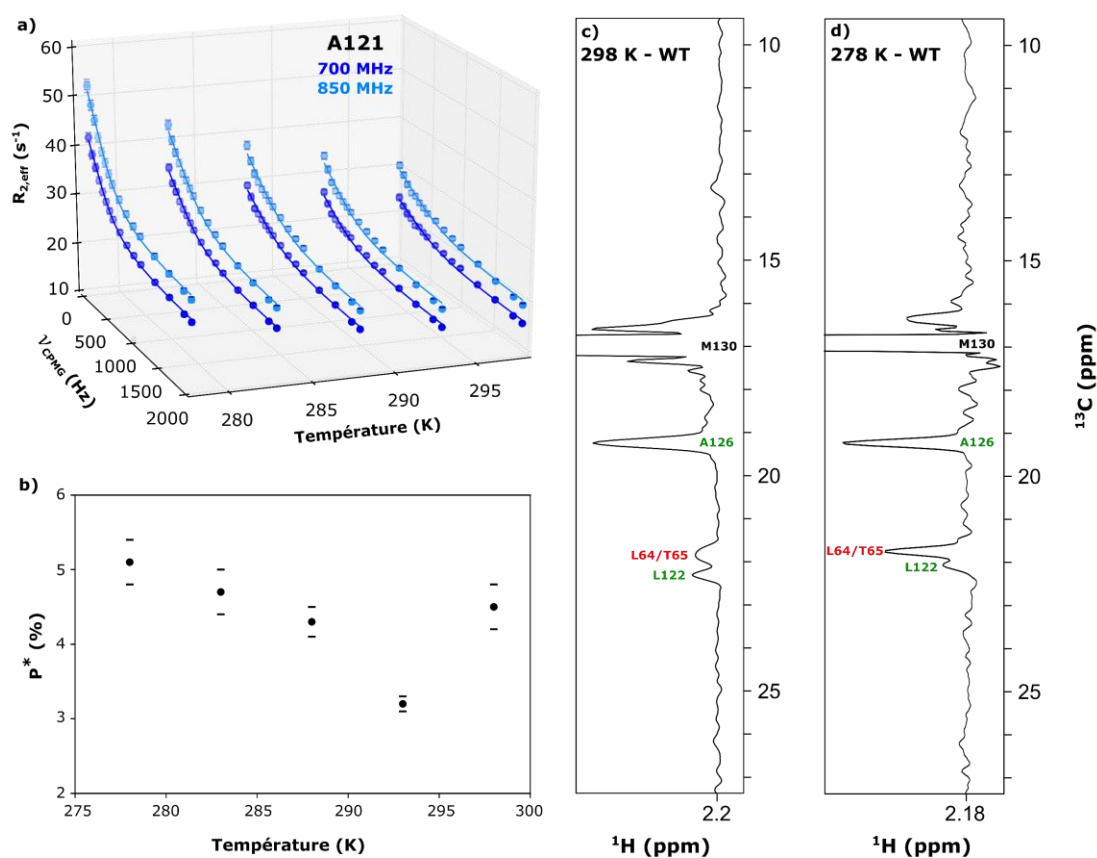 a)
A121
700 MHz
850 MHz
60
50
40
30
20
10
R2,eff (s-1)
0
500
1000
1500
2000
νCPMG (Hz)
280
285
290
295
Température (K)
b)
6
5
4
3
2
P* (%)
275
280
285
290
295
300
Température (K)
c)
298 K - WT
M130
A126
L64/T65
L122
10
15
20
25
2.2
1H (ppm)
d)
278 K - WT
M130
A126
L64/T65
L122
10
15
20
25
13C (ppm)
2.18
1H (ppm)